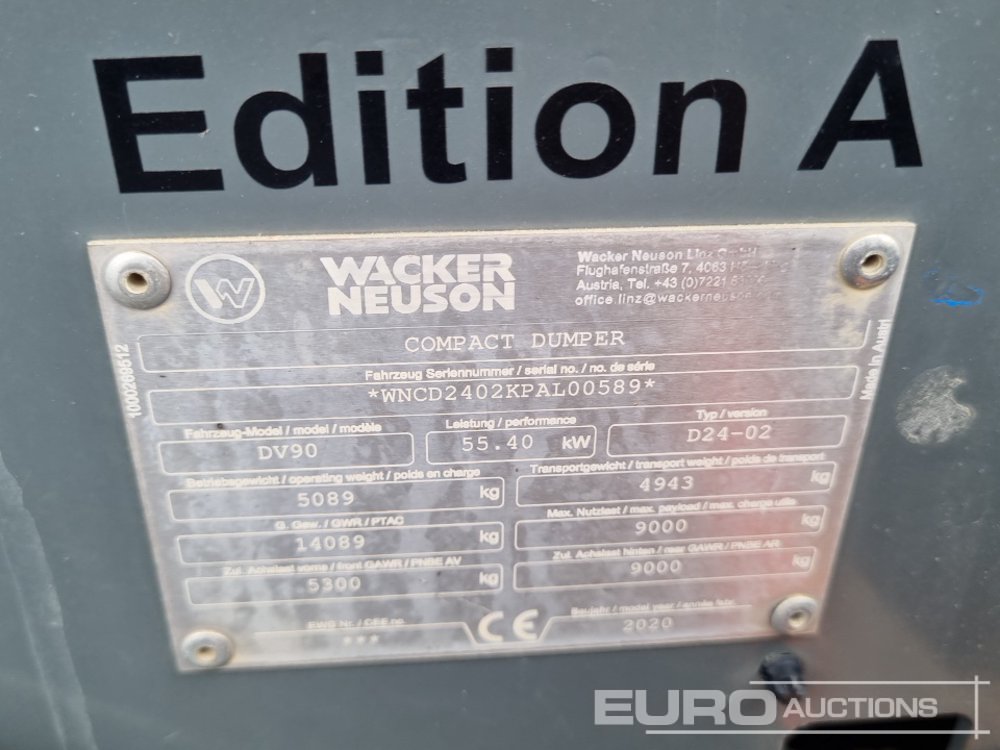 Edition A
WACKER
NEUSON
Wacker Neuson Linz GmbH
Flughafenstraße 7, 4063
Austria, Tel. +43 (0)7221
office.linz@wackerneuson
COMPACT DUMPER
Fahrzeug Seriennummer / serial no. / no. de série
*WNCD2402KPAL00589*
Fahrzeug-Model / model / modèle
DV90
Leistung / performance
55.40 kW
Typ / version
D24-02
Betriebsgewicht / operating weight / poids en charge
5089 kg
Transportgewicht / transport weight / poids de transport
4943 kg
G. Gew. / GWR / PTAC
14089 kg
Max. Nutzlast / max. payload / max. charge utile
9000 kg
Zul. Achslast vorne / front GAWR / PNBE AV
5300 kg
Zul. Achslast hinten / rear GAWR / PNBE AR
9000 kg
EWG Nr. / CEE no.
***
CE
Baujahr / model year / année fab.
2020
1000269512
Made in Austri
EURO AUCTIONS